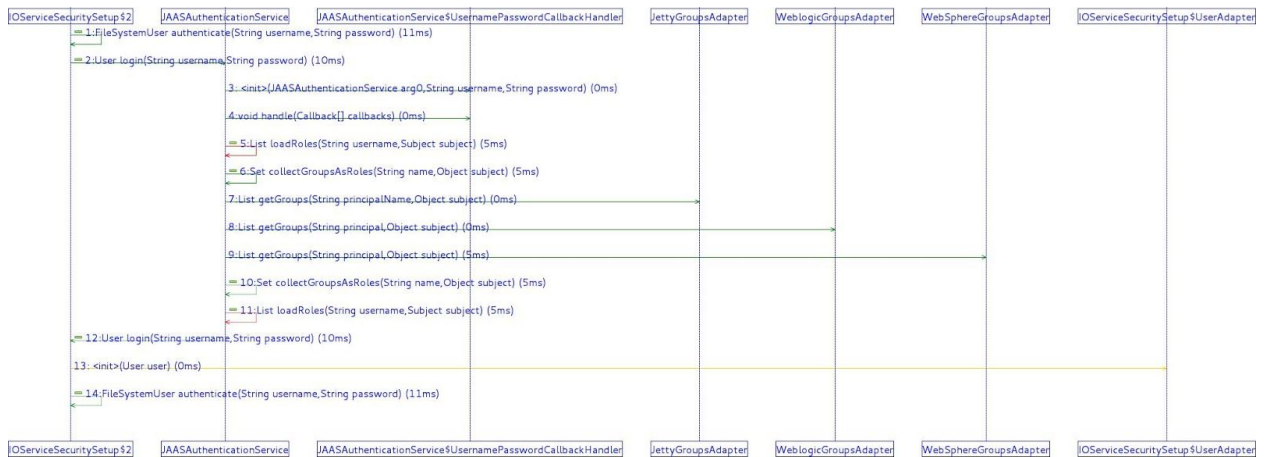 IOServiceSecuritySetup$2 JAASAuthenticationService JAASAuthenticationService$UsernamePasswordCallbackHandler JettyGroupsAdapter WeblogicGroupsAdapter WebSphereGroupsAdapter IOServiceSecuritySetup$UserAdapter
1:FileSystemUser authenticate(String username,String password) (11ms)
2:User login(String username,String password) (10ms)
3: <init>(JAASAuthenticationService arg0,String username,String password) (0ms)
4:void handle(Callback[] callbacks) (0ms)
5:List loadRoles(String username,Subject subject) (5ms)
6:Set collectGroupsAsRoles(String name,Object subject) (5ms)
7:List getGroups(String principalName,Object subject) (0ms)
8:List getGroups(String principal,Object subject) (0ms)
9:List getGroups(String principal,Object subject) (5ms)
10:Set collectGroupsAsRoles(String name,Object subject) (5ms)
11:List loadRoles(String username,Subject subject) (5ms)
12:User login(String username,String password) (10ms)
13: <init>(User user) (0ms)
14:FileSystemUser authenticate(String username,String password) (11ms)
IOServiceSecuritySetup$2 JAASAuthenticationService JAASAuthenticationService$UsernamePasswordCallbackHandler JettyGroupsAdapter WeblogicGroupsAdapter WebSphereGroupsAdapter IOServiceSecuritySetup$UserAdapter